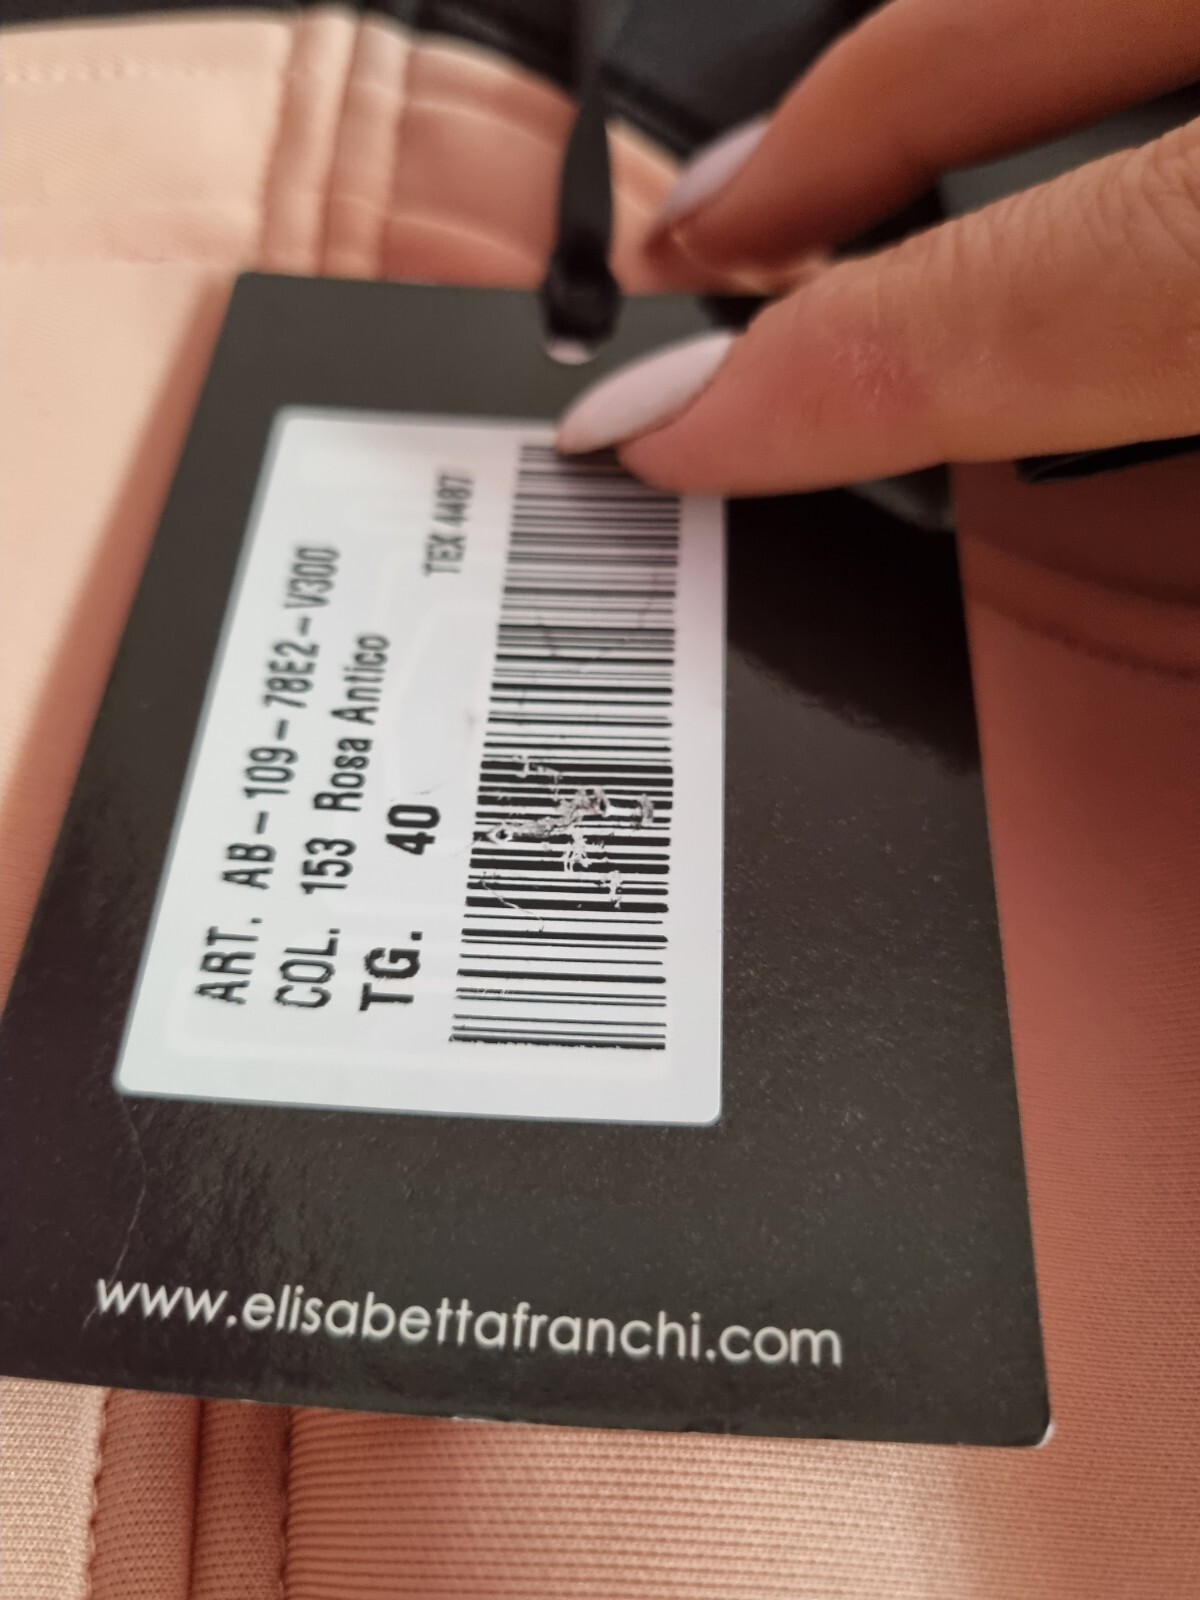 ART. AB-109-78E2-V300
COL. 153 Rosa Antico
TG. 40
TEX 4487
www.elisabettafranchi.com